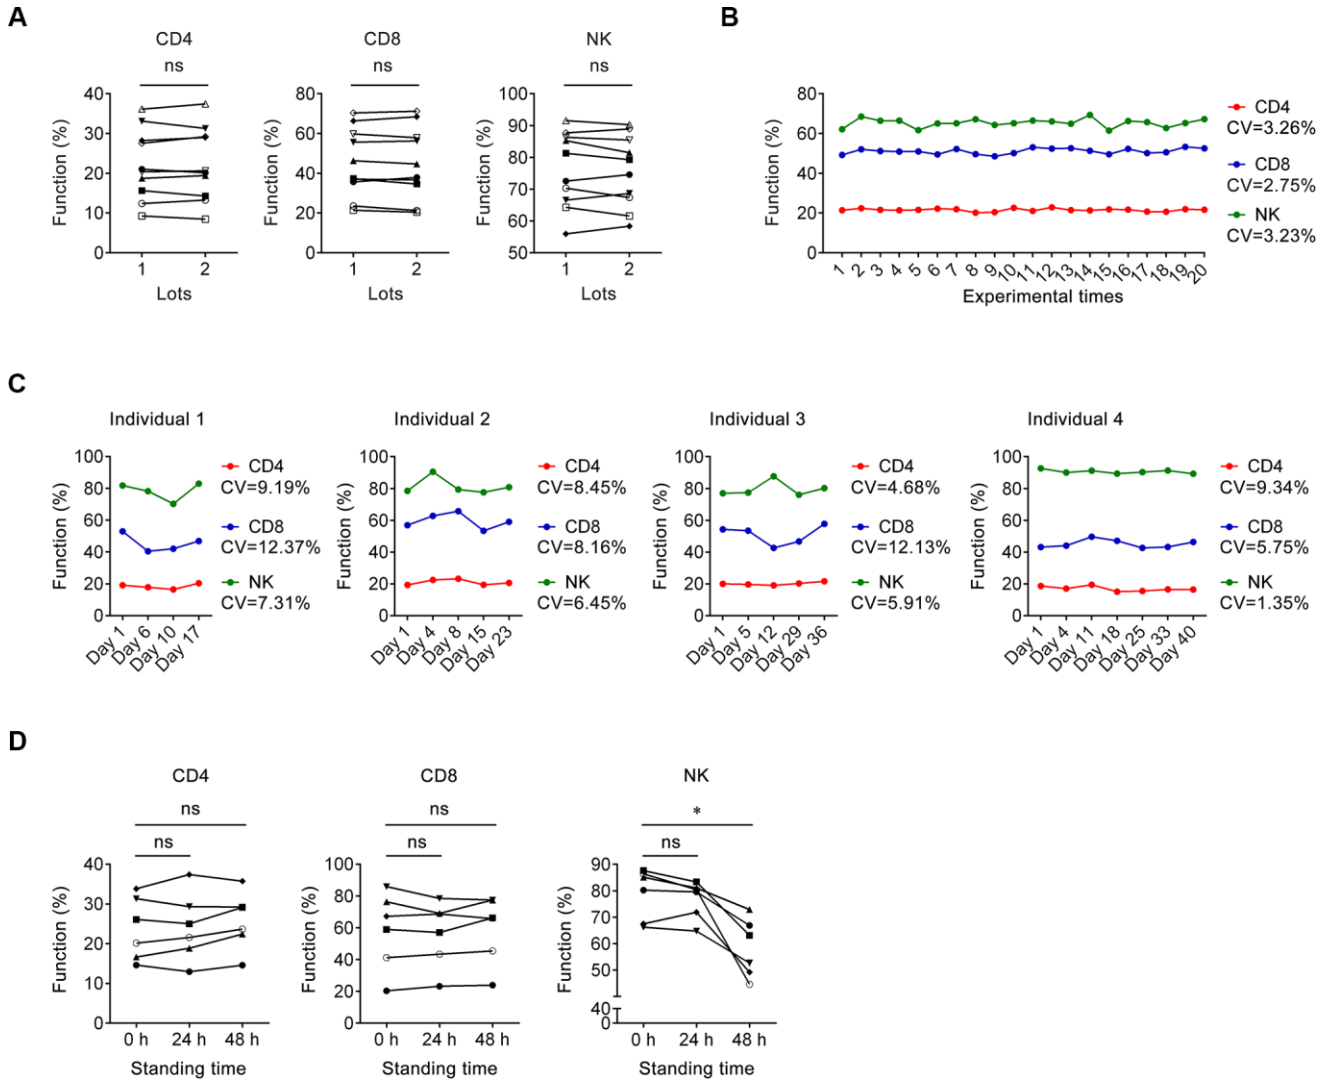 A
CD4
ns
Function (%)
40
30
20
10
0
1 2
Lots
CD8
ns
Function (%)
80
60
40
20
0
1 2
Lots
NK
ns
Function (%)
100
90
80
70
60
50
1 2
Lots
B
Function (%)
80
60
40
20
0
1 2 3 4 5 6 7 8 9 10 11 12 13 14 15 16 17 18 19 20
Experimental times
CD4
CV=3.26%
CD8
CV=2.75%
NK
CV=3.23%
C
Individual 1
Function (%)
100
80
60
40
20
0
Day 1
Day 6
Day 10
Day 17
CD4
CV=9.19%
CD8
CV=12.37%
NK
CV=7.31%
Individual 2
Function (%)
100
80
60
40
20
0
Day 1
Day 4
Day 8
Day 15
Day 23
CD4
CV=8.45%
CD8
CV=8.16%
NK
CV=6.45%
Individual 3
Function (%)
100
80
60
40
20
0
Day 1
Day 5
Day 12
Day 29
Day 36
CD4
CV=4.68%
CD8
CV=12.13%
NK
CV=5.91%
Individual 4
Function (%)
100
80
60
40
20
0
Day 1
Day 4
Day 11
Day 18
Day 25
Day 33
Day 40
CD4
CV=9.34%
CD8
CV=5.75%
NK
CV=1.35%
D
CD4
ns
ns
Function (%)
40
30
20
10
0
0 h 24 h 48 h
Standing time
CD8
ns
ns
Function (%)
100
80
60
40
20
0
0 h 24 h 48 h
Standing time
NK
*
ns
Function (%)
90
80
70
60
50
40
0
0 h 24 h 48 h
Standing time